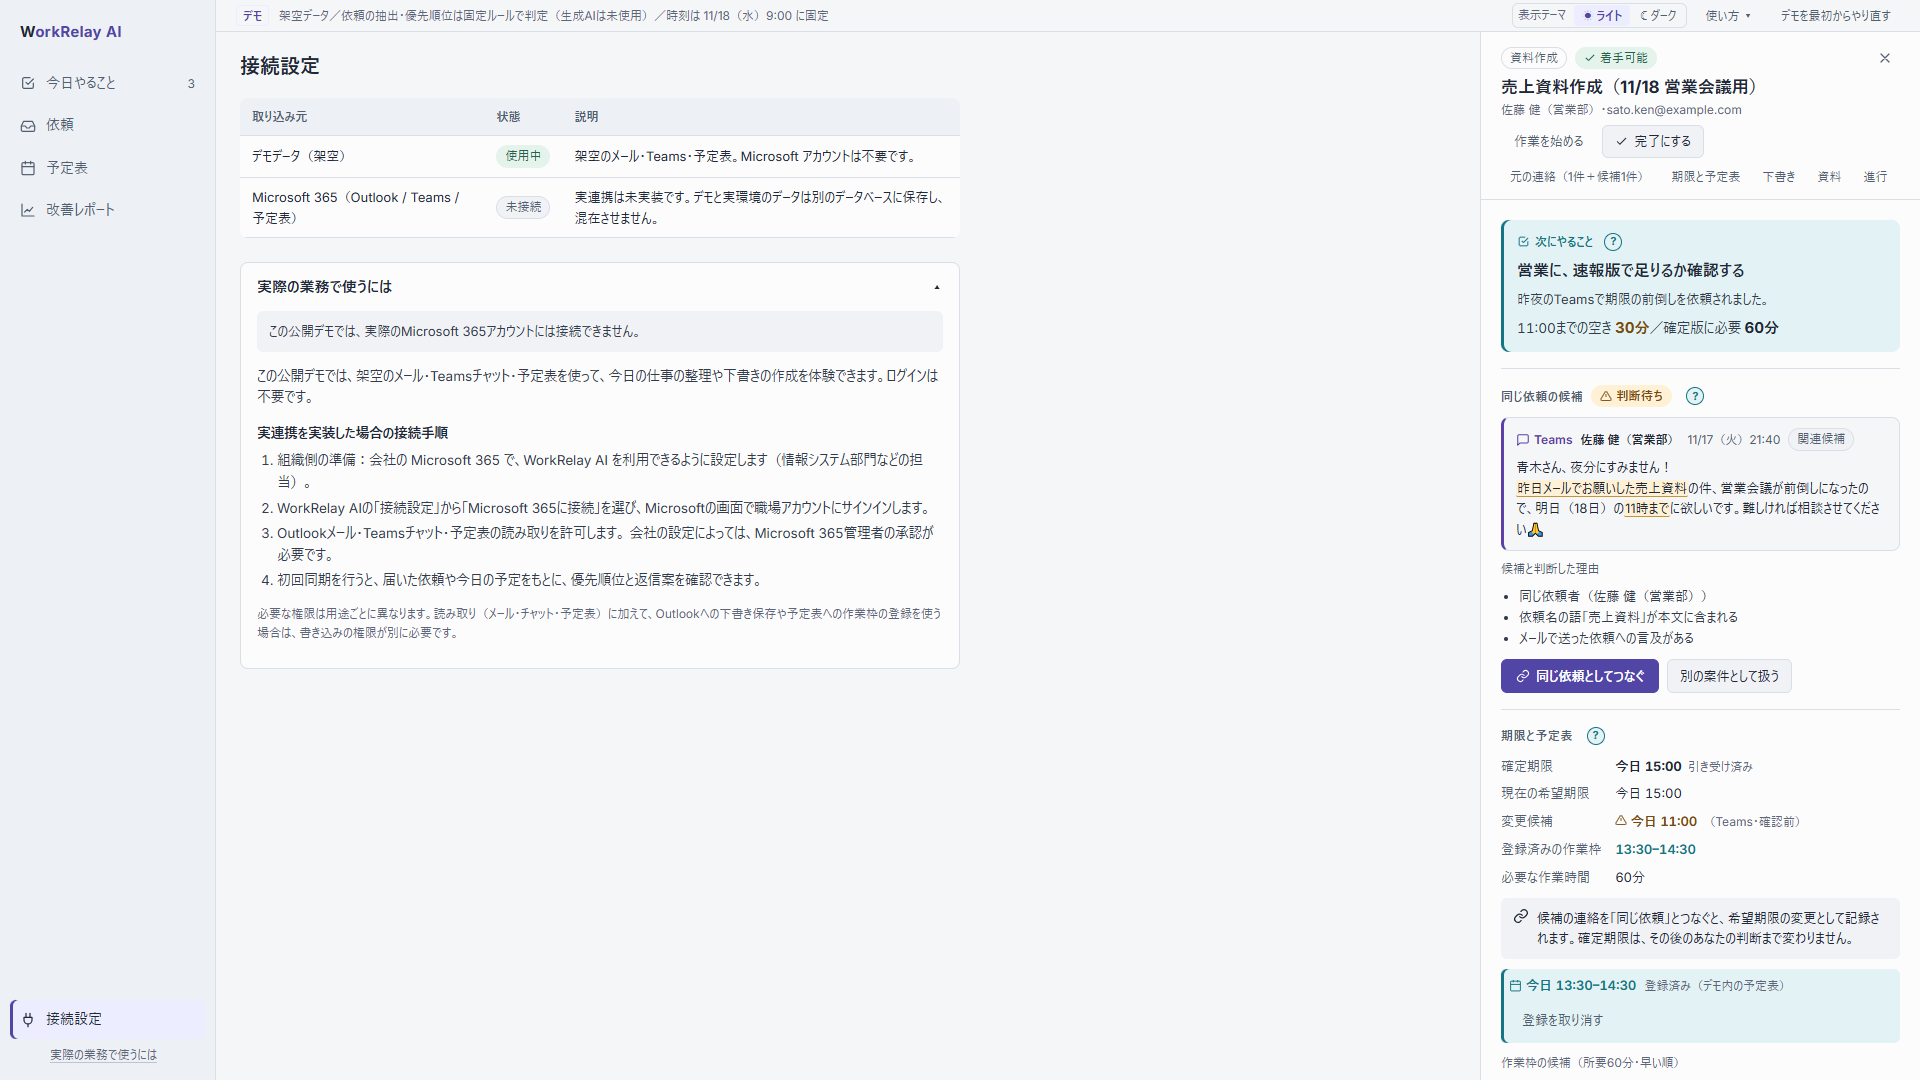 WorkRelay AI
今日やること 3
依頼
予定表
改善レポート
接続設定
実際の業務で使うには
デモ 架空データ／依頼の抽出・優先順位は固定ルールで判定（生成AIは未使用）／時刻は 11/18（水）9:00 に固定
表示テーマ ライト ダーク 使い方 ▼ デモを最初からやり直す
接続設定
取り込み元 状態 説明
デモデータ（架空） 使用中 架空のメール・Teams・予定表。Microsoft アカウントは不要です。
Microsoft 365（Outlook / Teams /
予定表）
未接続
実連携は未実装です。デモと実環境のデータは別のデータベースに保存し、
混在させません。
実際の業務で使うには ▲
この公開デモでは、実際のMicrosoft 365アカウントには接続できません。
この公開デモでは、架空のメール・Teamsチャット・予定表を使って、今日の仕事の整理や下書きの作成を体験できます。ログインは
不要です。
実連携を実装した場合の接続手順
1. 組織側の準備：会社の Microsoft 365 で、WorkRelay AI を利用できるように設定します（情報システム部門などの担
当）。
2. WorkRelay AIの「接続設定」から「Microsoft 365に接続」を選び、Microsoftの画面で職場アカウントにサインインします。
3. Outlookメール・Teamsチャット・予定表の読み取りを許可します。会社の設定によっては、Microsoft 365管理者の承認が
必要です。
4. 初回同期を行うと、届いた依頼や今日の予定をもとに、優先順位と返信案を確認できます。
必要な権限は用途ごとに異なります。読み取り（メール・チャット・予定表）に加えて、Outlookへの下書き保存や予定表への作業枠の登録を使う
場合は、書き込みの権限が別に必要です。
資料作成 着手可能
売上資料作成（11/18 営業会議用）
佐藤 健（営業部）・sato.ken@example.com
作業を始める 完了にする
元の連絡（1件＋候補1件） 期限と予定表 下書き 資料 進行
次にやること ?
営業に、速報版で足りるか確認する
昨夜のTeamsで期限の前倒しを依頼されました。
11:00までの空き 30分／確定版に必要 60分
同じ依頼の候補 判断待ち ?
Teams 佐藤 健（営業部） 11/17（火）21:40 関連候補
青木さん、夜分にすみません！
昨日メールでお願いした売上資料の件、営業会議が前倒しになったの
で、明日（18日）の11時までに欲しいです。難しければ相談させてくださ
い🙏
候補と判断した理由
• 同じ依頼者（佐藤 健（営業部））
• 依頼名の語「売上資料」が本文に含まれる
• メールで送った依頼への言及がある
同じ依頼としてつなぐ 別の案件として扱う
期限と予定表 ?
確定期限 今日 15:00 引き受け済み
現在の希望期限 今日 15:00
変更候補 今日 11:00 （Teams・確認前）
登録済みの作業枠 13:30–14:30
必要な作業時間 60分
候補の連絡を「同じ依頼」とつなぐと、希望期限の変更として記録さ
れます。確定期限は、その後のあなたの判断まで変わりません。
今日 13:30–14:30 登録済み（デモ内の予定表）
登録を取り消す
作業枠の候補（所要60分・早い順）